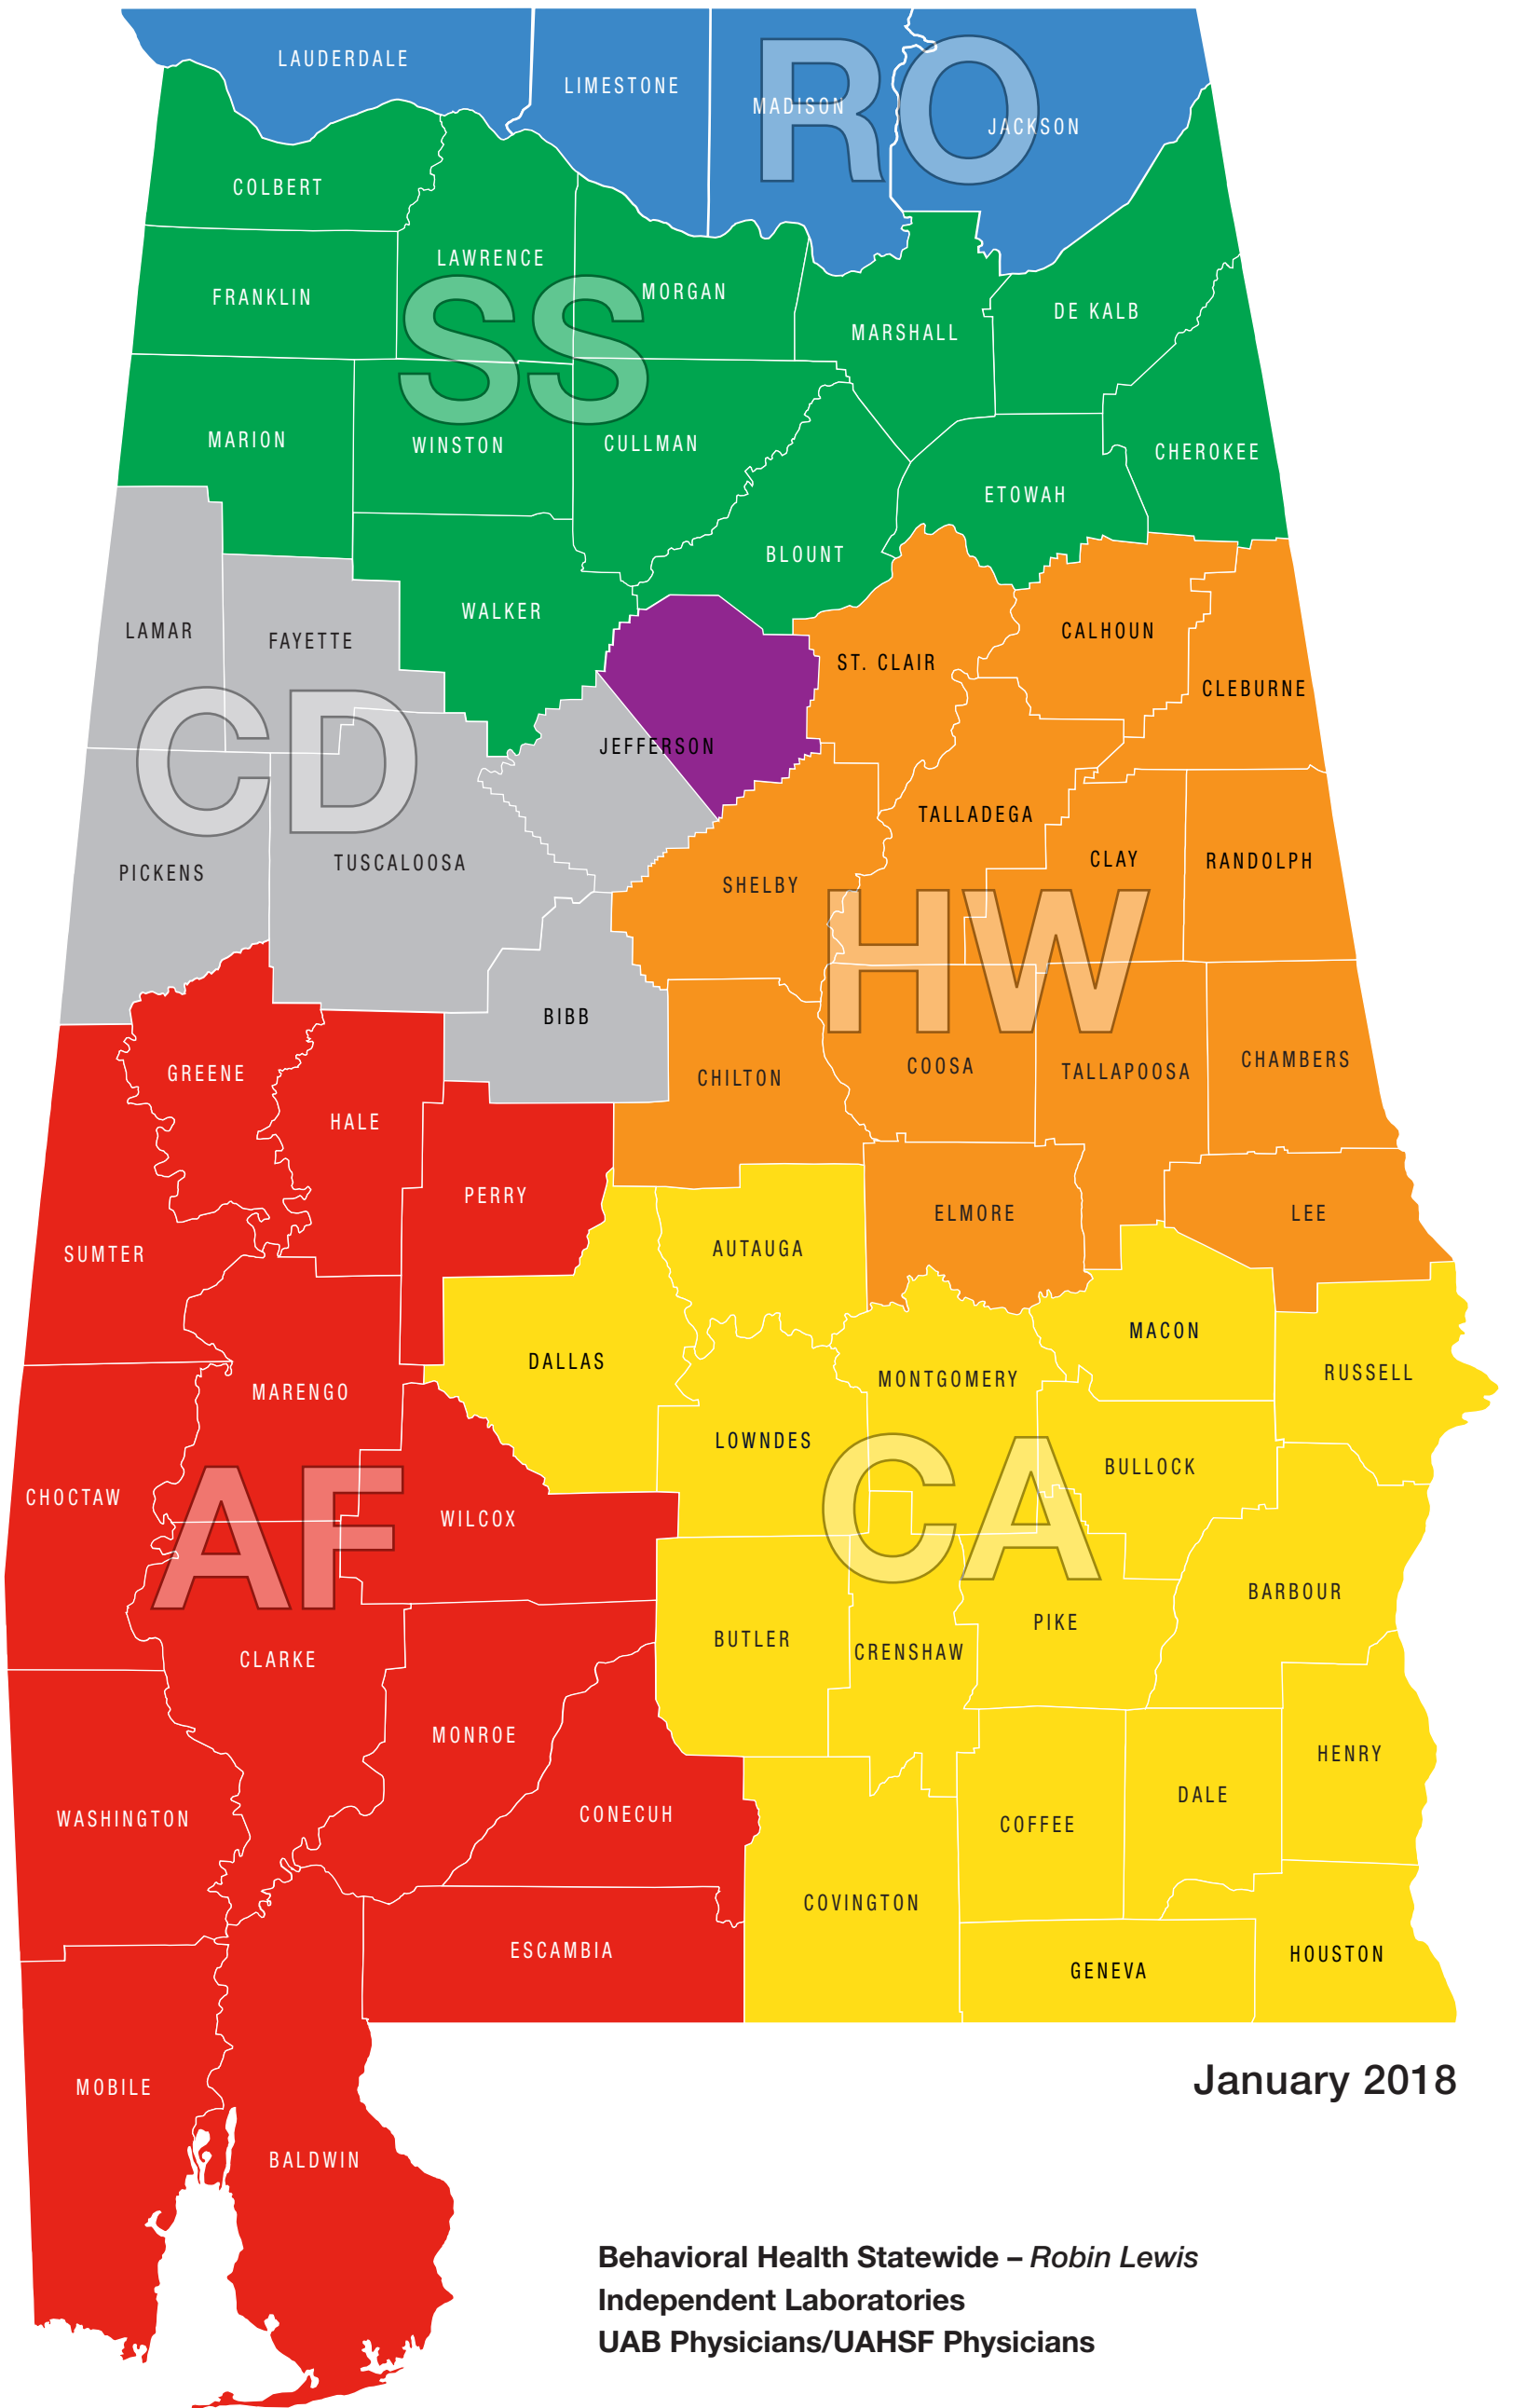 LAUDERDALE
LIMESTONE
MADISON
RO
JACKSON
COLBERT
LAWRENCE
FRANKLIN
MORGAN
SS
MARSHALL
DE KALB
MARION
WINSTON
CULLMAN
CHEROKEE
ETOWAH
BLOUNT
WALKER
LAMAR
FAYETTE
CALHOUN
ST. CLAIR
CLEBURNE
CD
JEFFERSON
TALLADEGA
PICKENS
TUSCALOOSA
CLAY
RANDOLPH
SHELBY
HW
BIBB
GREENE
CHILTON
COOSA
TALLAPOOSA
CHAMBERS
HALE
PERRY
ELMORE
LEE
SUMTER
AUTAUGA
MACON
DALLAS
MONTGOMERY
RUSSELL
MARENGO
LOWNDES
BULLOCK
CHOCTAW
AF
WILCOX
CA
BARBOUR
CLARKE
BUTLER
CRENSHAW
PIKE
MONROE
HENRY
WASHINGTON
CONECUH
DALE
COFFEE
COVINGTON
ESCAMBIA
GENEVA
HOUSTON
MOBILE
January 2018
BALDWIN
Behavioral Health Statewide – Robin Lewis
Independent Laboratories
UAB Physicians/UAHSF Physicians